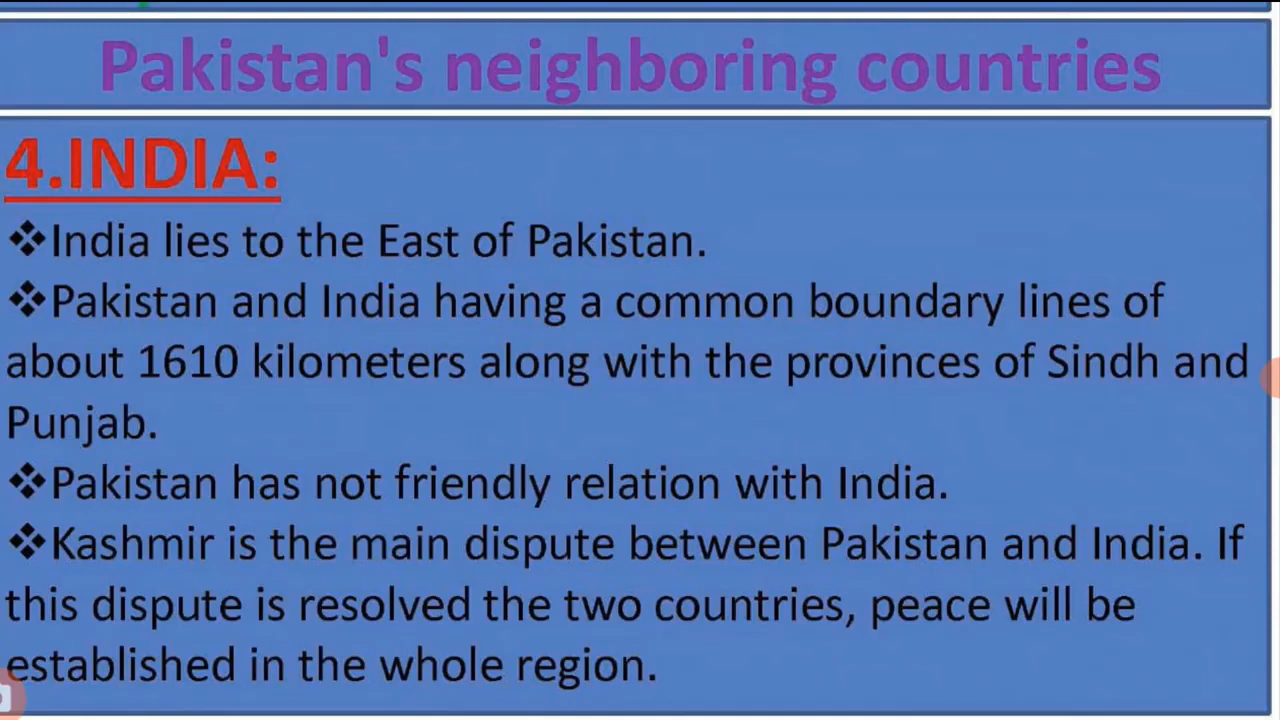 Pakistan's neighboring countries
4.INDIA:
❖India lies to the East of Pakistan.
❖Pakistan and India having a common boundary lines of
about 1610 kilometers along with the provinces of Sindh and
Punjab.
❖Pakistan has not friendly relation with India.
❖Kashmir is the main dispute between Pakistan and India. If
this dispute is resolved the two countries, peace will be
established in the whole region.